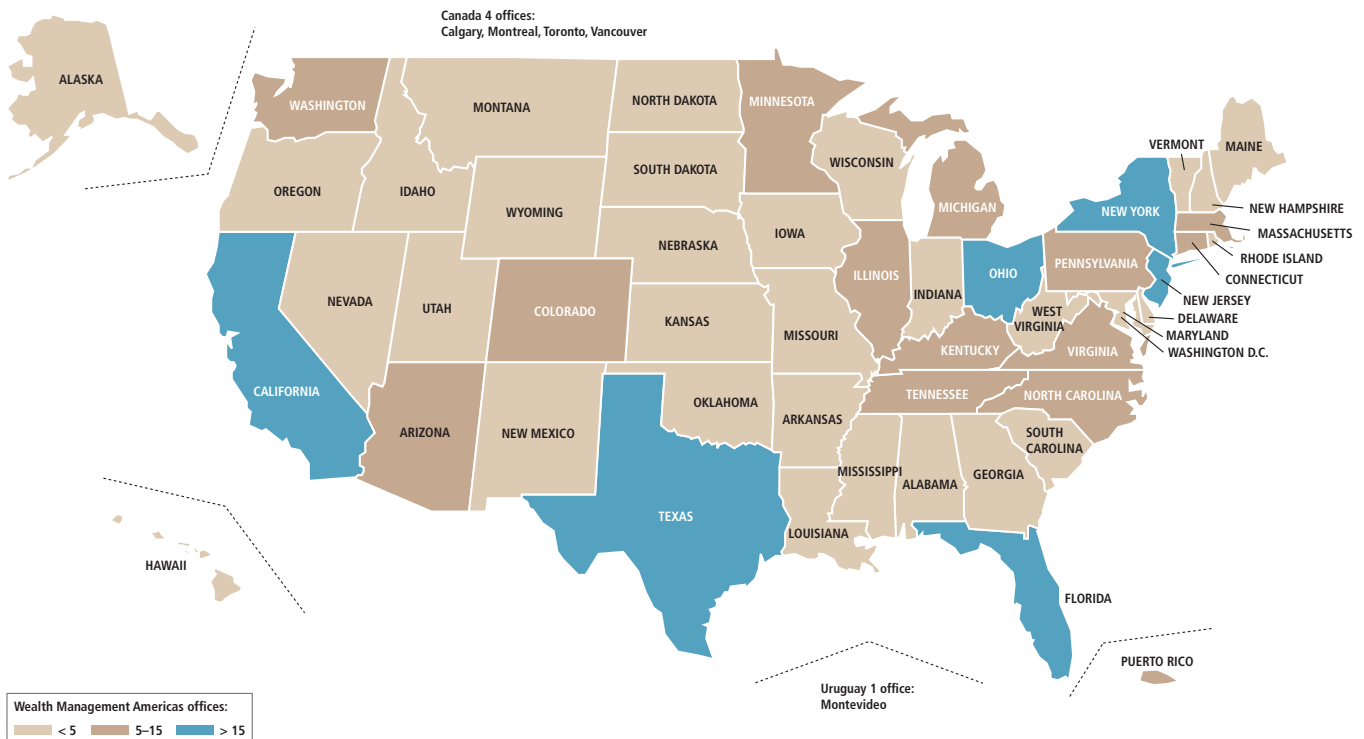 Canada 4 offices:
Calgary, Montreal, Toronto, Vancouver
ALASKA
WASHINGTON
MONTANA
NORTH DAKOTA
MINNESOTA
VERMONT
MAINE
WISCONSIN
SOUTH DAKOTA
OREGON
IDAHO
WYOMING
MICHIGAN
NEW YORK
NEW HAMPSHIRE
MASSACHUSETTS
IOWA
NEBRASKA
RHODE ISLAND
PENNSYLVANIA
OHIO
ILLINOIS
CONNECTICUT
INDIANA
NEVADA
UTAH
COLORADO
NEW JERSEY
WEST
VIRGINIA
DELAWARE
KANSAS
MISSOURI
MARYLAND
KENTUCKY
VIRGINIA
WASHINGTON D.C.
CALIFORNIA
TENNESSEE
NORTH CAROLINA
OKLAHOMA
ARKANSAS
ARIZONA
NEW MEXICO
SOUTH
CAROLINA
MISSISSIPPI
ALABAMA
GEORGIA
TEXAS
LOUISIANA
HAWAII
FLORIDA
PUERTO RICO
Uruguay 1 office:
Montevideo
Wealth Management Americas offices:
< 5 5–15 > 15